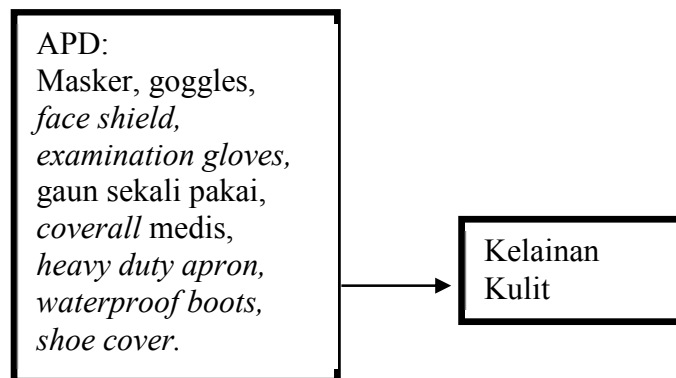 APD:
Masker, goggles,
face shield,
examination gloves,
gaun sekali pakai,
coverall medis,
heavy duty apron,
waterproof boots,
shoe cover.
Kelainan
Kulit